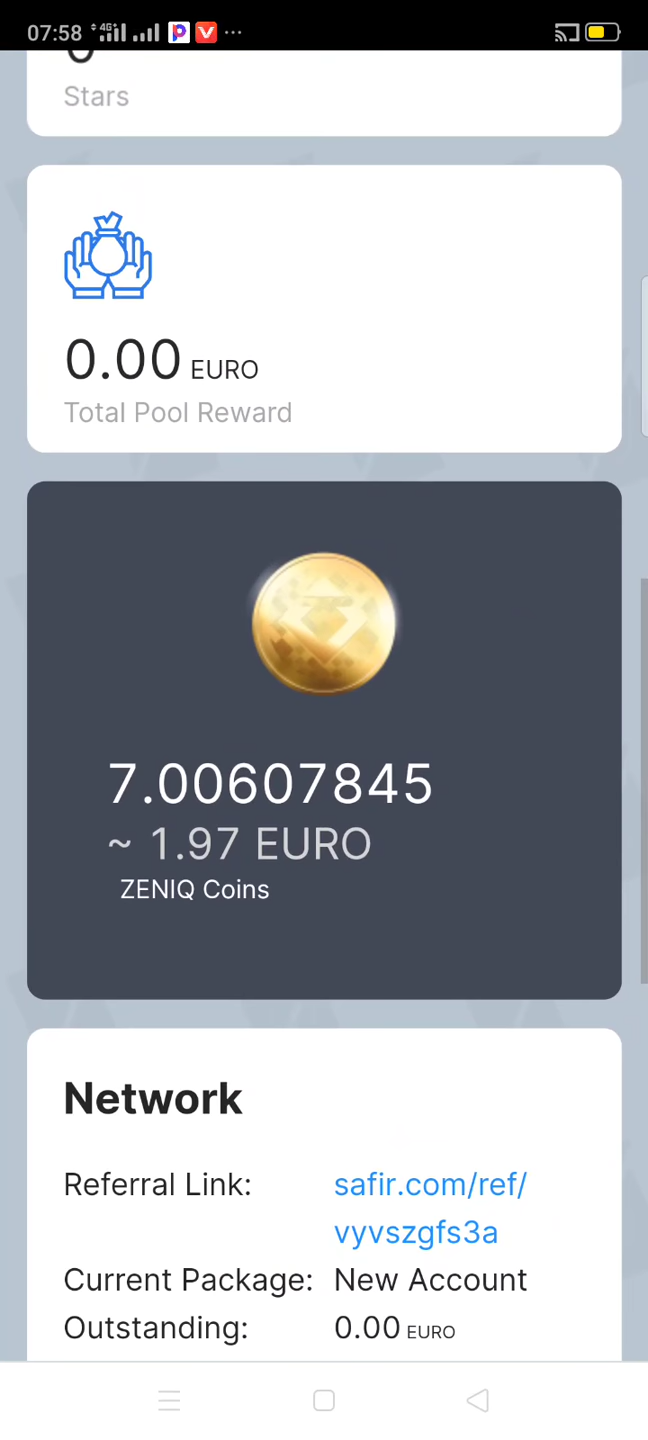 07:58
4G+
Stars
0.00 EURO
Total Pool Reward
7.00607845
~ 1.97 EURO
ZENIQ Coins
Network
Referral Link: safir.com/ref/
vyvszgfs3a
Current Package: New Account
Outstanding: 0.00 EURO